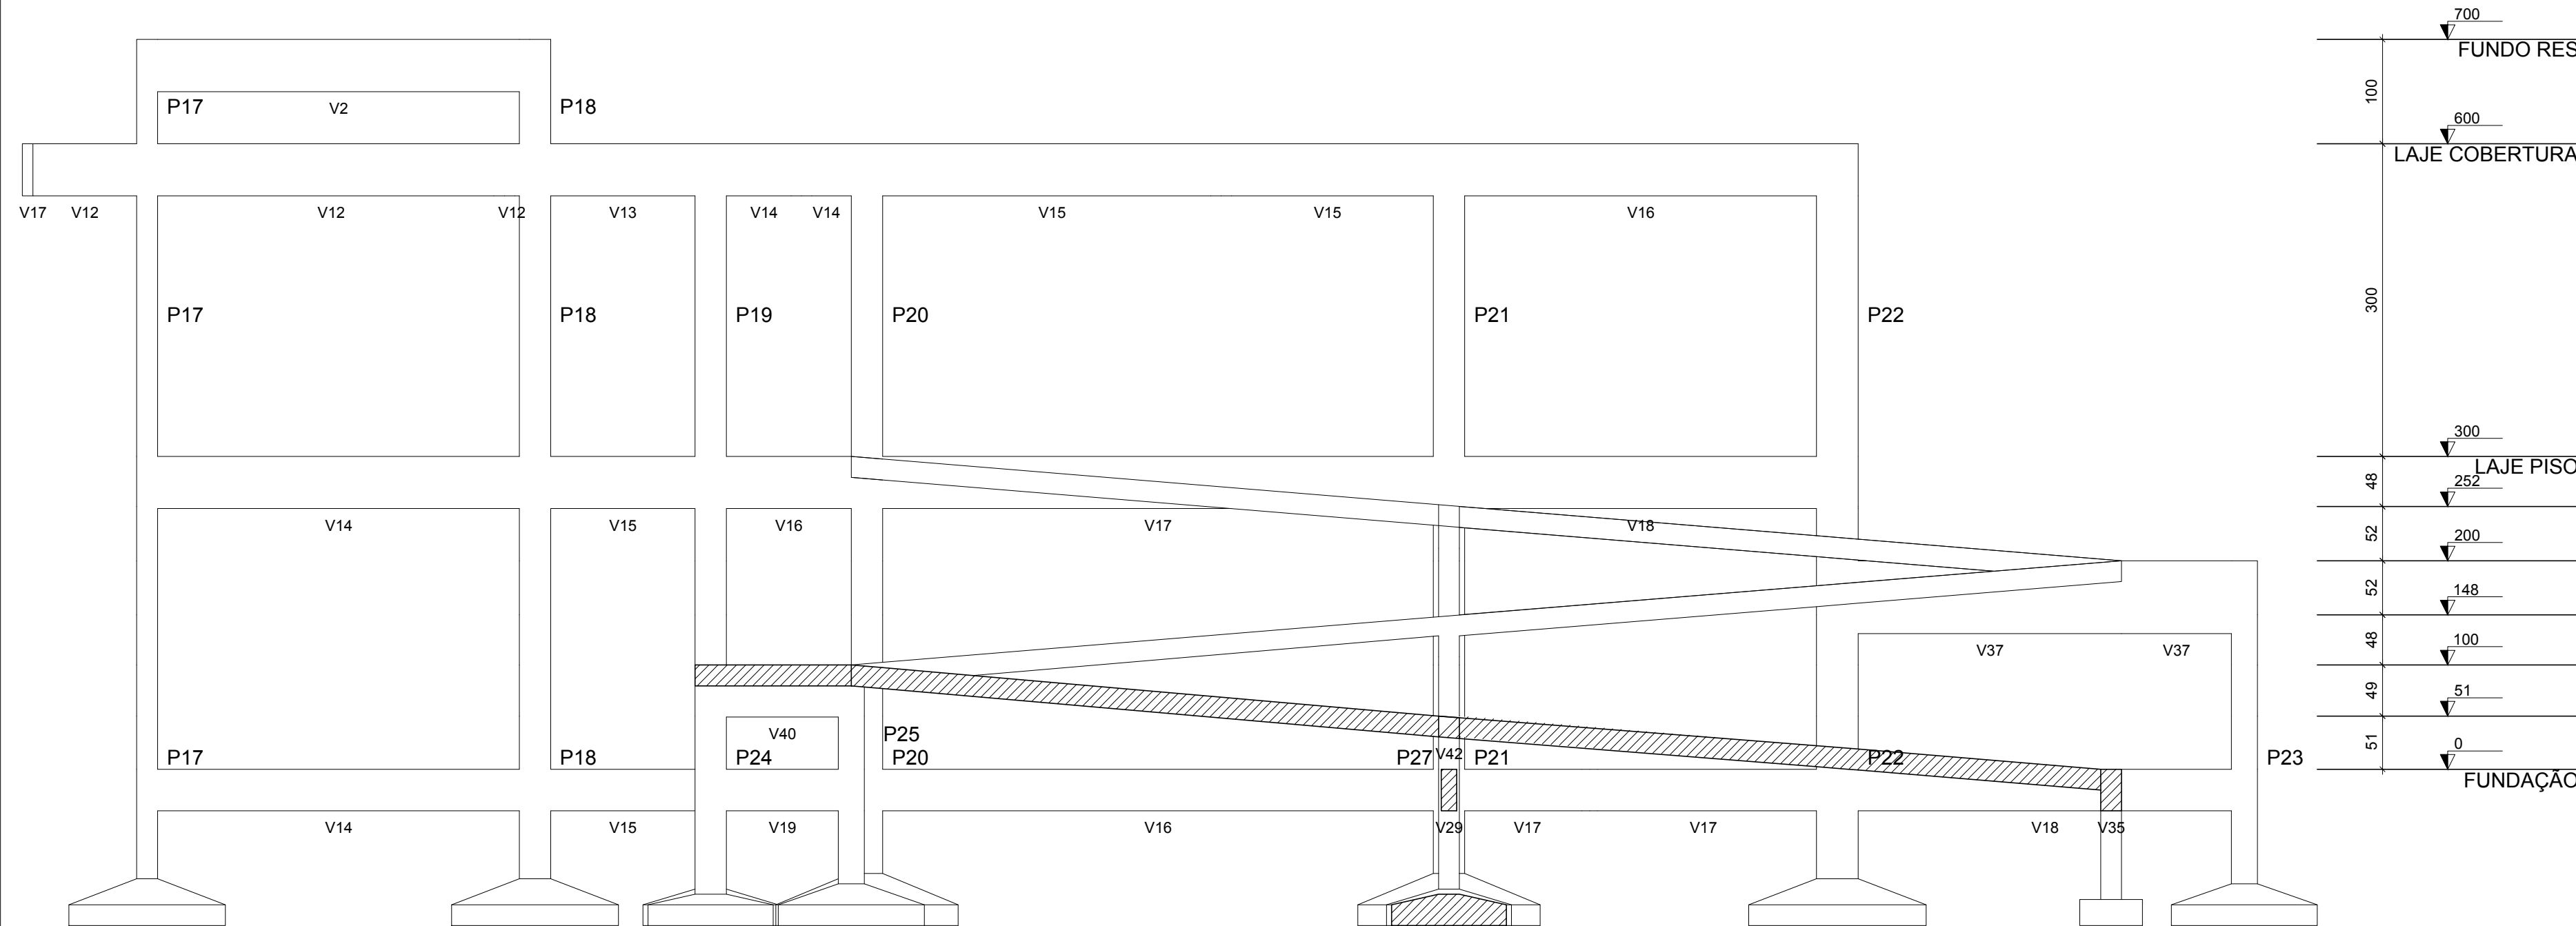 700
FUNDO RES
P17 V2 P18
100
600
LAJE COBERTURA
V17 V12 V12 V12 V13 V14 V14 V15 V15 V16
P17 P18 P19 P20 P21 P22
300
300
LAJE PISO
48
252
V14 V15 V16 V17 V18
52
200
52
148
48
100
V37 V37
49
51
P25
V40
51
0
P17 P18 P24 P20 P27 V42 P21 P22 P23
FUNDAÇÃO
V14 V15 V19 V16 V29 V17 V17 V18 V35